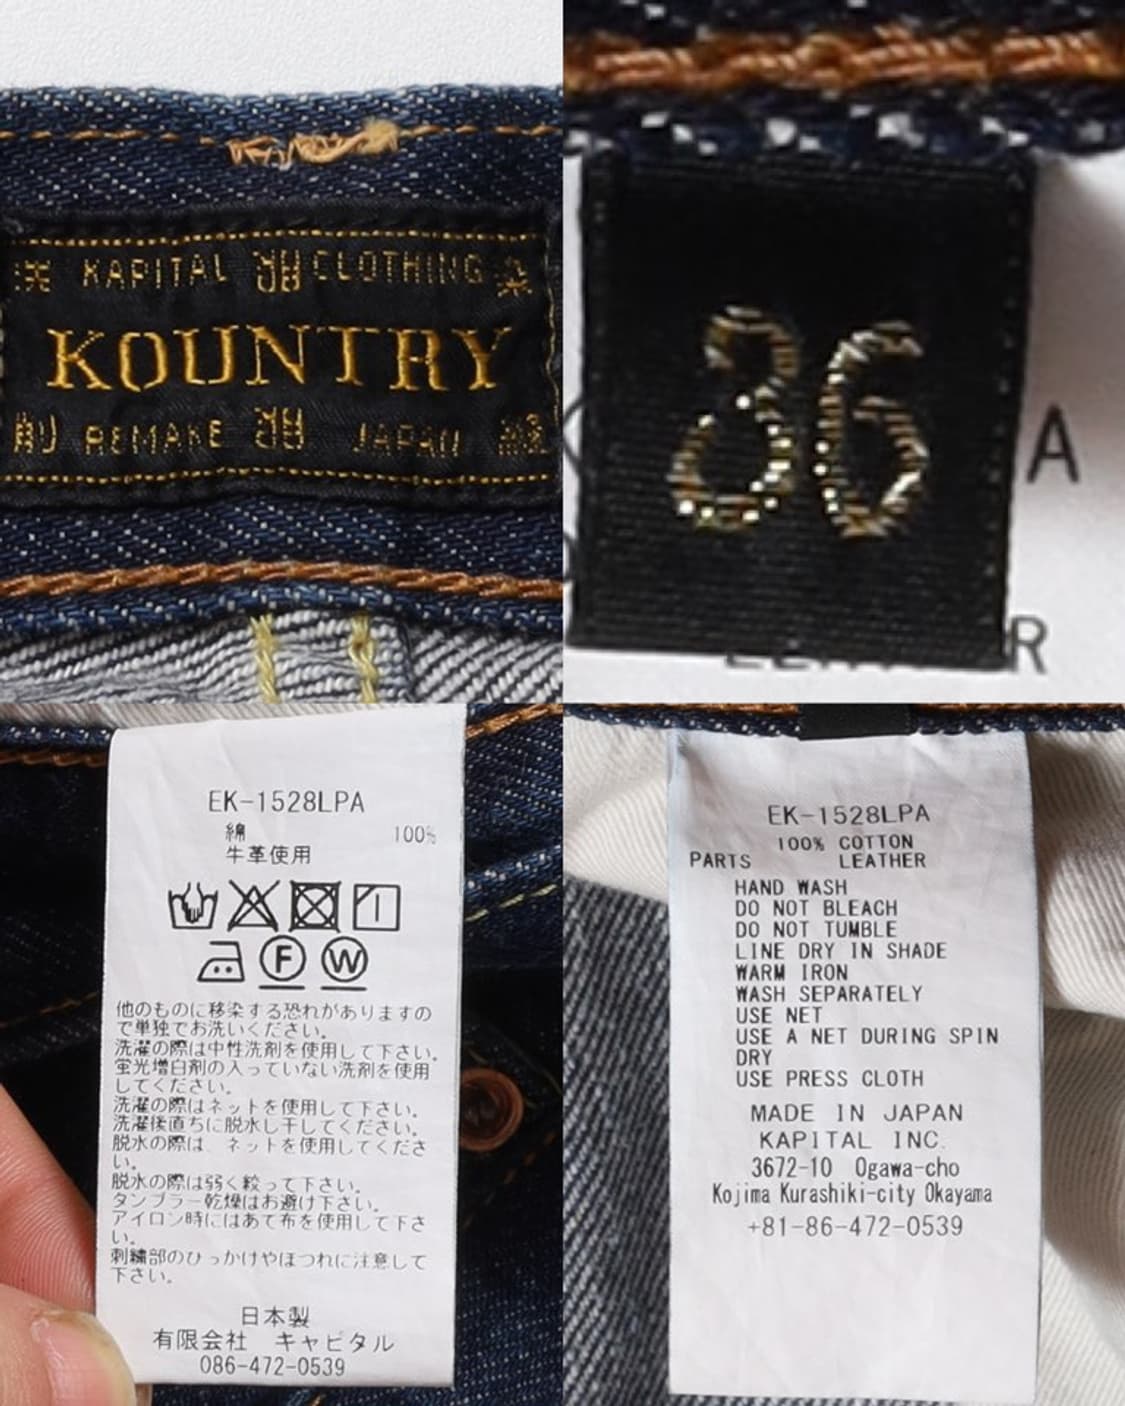 KAPITAL CLOTHING
KOUNTRY
REMAKE JAPAN
36
A
R
EK-1528LPA
綿 100%
牛革使用
F W
他のものに移染する恐れがありますの
で単独でお洗いください。
洗濯の際は中性洗剤を使用して下さい。
蛍光増白剤の入っていない洗剤を使用
してください。
洗濯の際はネットを使用して下さい。
洗濯後直ちに脱水し干してください。
脱水の際は、ネットを使用してくださ
い。
脱水の際は弱く絞って下さい。
タンブラー乾燥はお避け下さい。
アイロン時にはあて布を使用して下さ
い。
刺繍部のひっかけやほつれに注意して
下さい。
日本製
有限会社 キャピタル
086-472-0539
EK-1528LPA
100% COTTON
PARTS LEATHER
HAND WASH
DO NOT BLEACH
DO NOT TUMBLE
LINE DRY IN SHADE
WARM IRON
WASH SEPARATELY
USE NET
USE A NET DURING SPIN
DRY
USE PRESS CLOTH
MADE IN JAPAN
KAPITAL INC.
3672-10 Ogawa-cho
Kojima Kurashiki-city Okayama
+81-86-472-0539